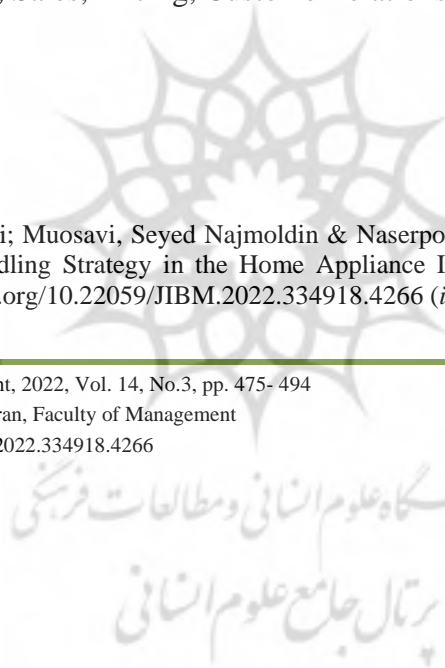 i; Muosavi, Seyed Najmoldin & Naserpo
dling Strategy in the Home Appliance I
.org/10.22059/JIBM.2022.334918.4266 (i
nt, 2022, Vol. 14, No.3, pp. 475- 494
ran, Faculty of Management
2022.334918.4266
گاه علوم انسانی و مطالعات فرهنگی
پرتال جامع علوم انسانی